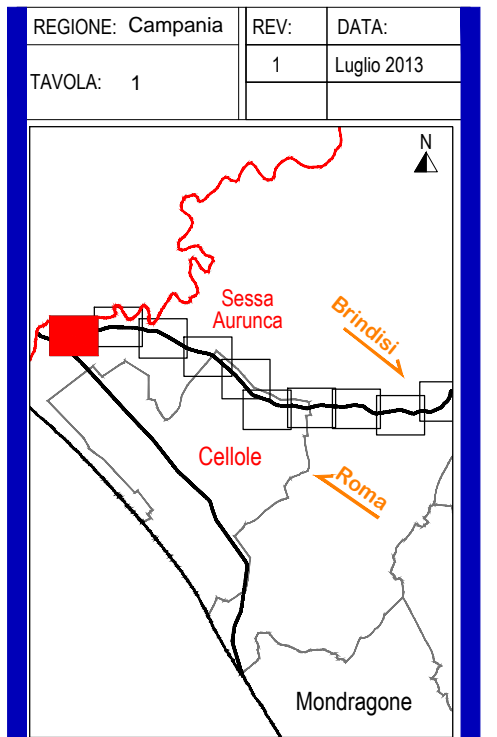 REGIONE: Campania
REV:
DATA:
TAVOLA: 1
1
Luglio 2013
N
Sessa
Aurunca
Brindisi
Cellole
Roma
Mondragone